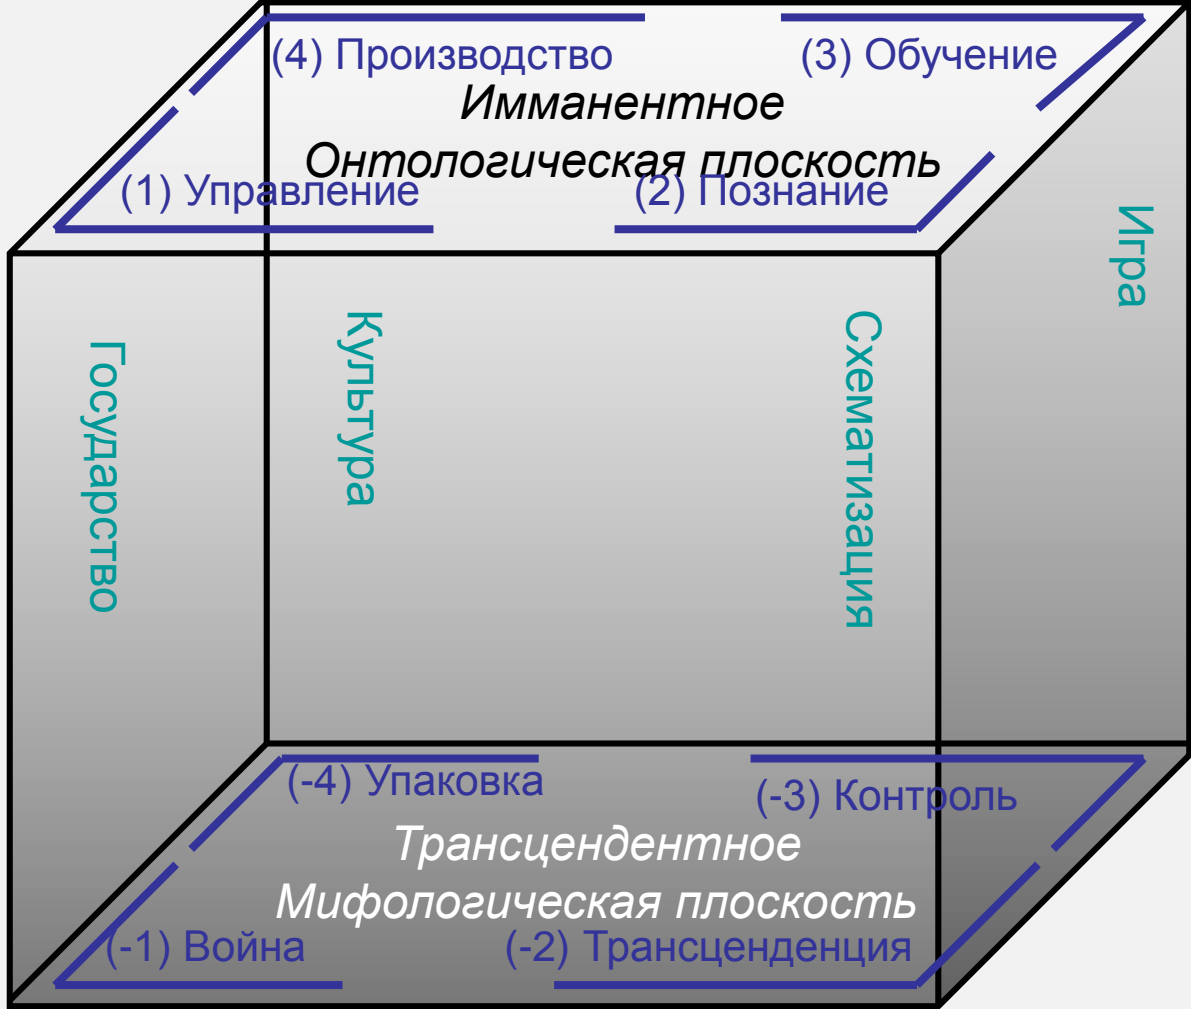 (4) Производство
(3) Обучение
Имманентное
Онтологическая плоскость
(1) Управление
(2) Познание
Игра
Государство
Культура
Схематизация
(-4) Упаковка
(-3) Контроль
Трансцендентное
Мифологическая плоскость
(-1) Война
(-2) Трансценденция